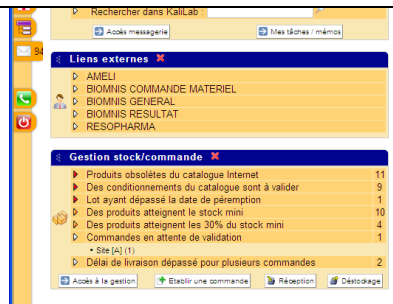 Rechercher dans KaliLab :
Accès messagerie
Mes tâches / mémos
94
Liens externes
AMELI
BIOMNIS COMMANDE MATERIEL
BIOMNIS GENERAL
BIOMNIS RESULTAT
RESOPHARMA
Gestion stock/commande
Produits obsolètes du catalogue Internet 11
Des conditionnements du catalogue sont à valider 9
Lot ayant dépassé la date de péremption 1
Des produits atteignent le stock mini 10
Des produits atteignent les 30% du stock mini 4
Commandes en attente de validation 1
• Site [A] (1)
Délai de livraison dépassé pour plusieurs commandes 2
Accès à la gestion
Etablir une commande
Réception
Déstockage